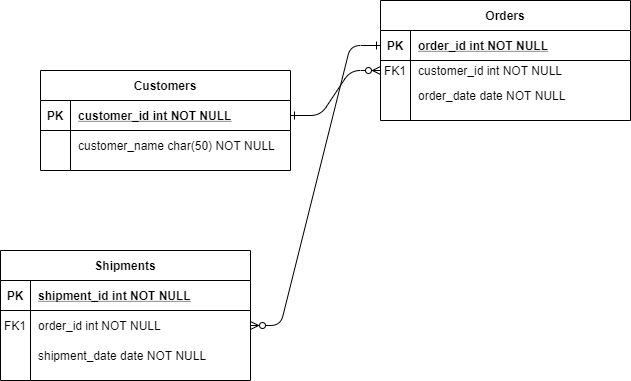 Orders
PK order_id int NOT NULL
FK1 customer_id int NOT NULL
order_date date NOT NULL
Customers
PK customer_id int NOT NULL
customer_name char(50) NOT NULL
Shipments
PK shipment_id int NOT NULL
FK1 order_id int NOT NULL
shipment_date date NOT NULL